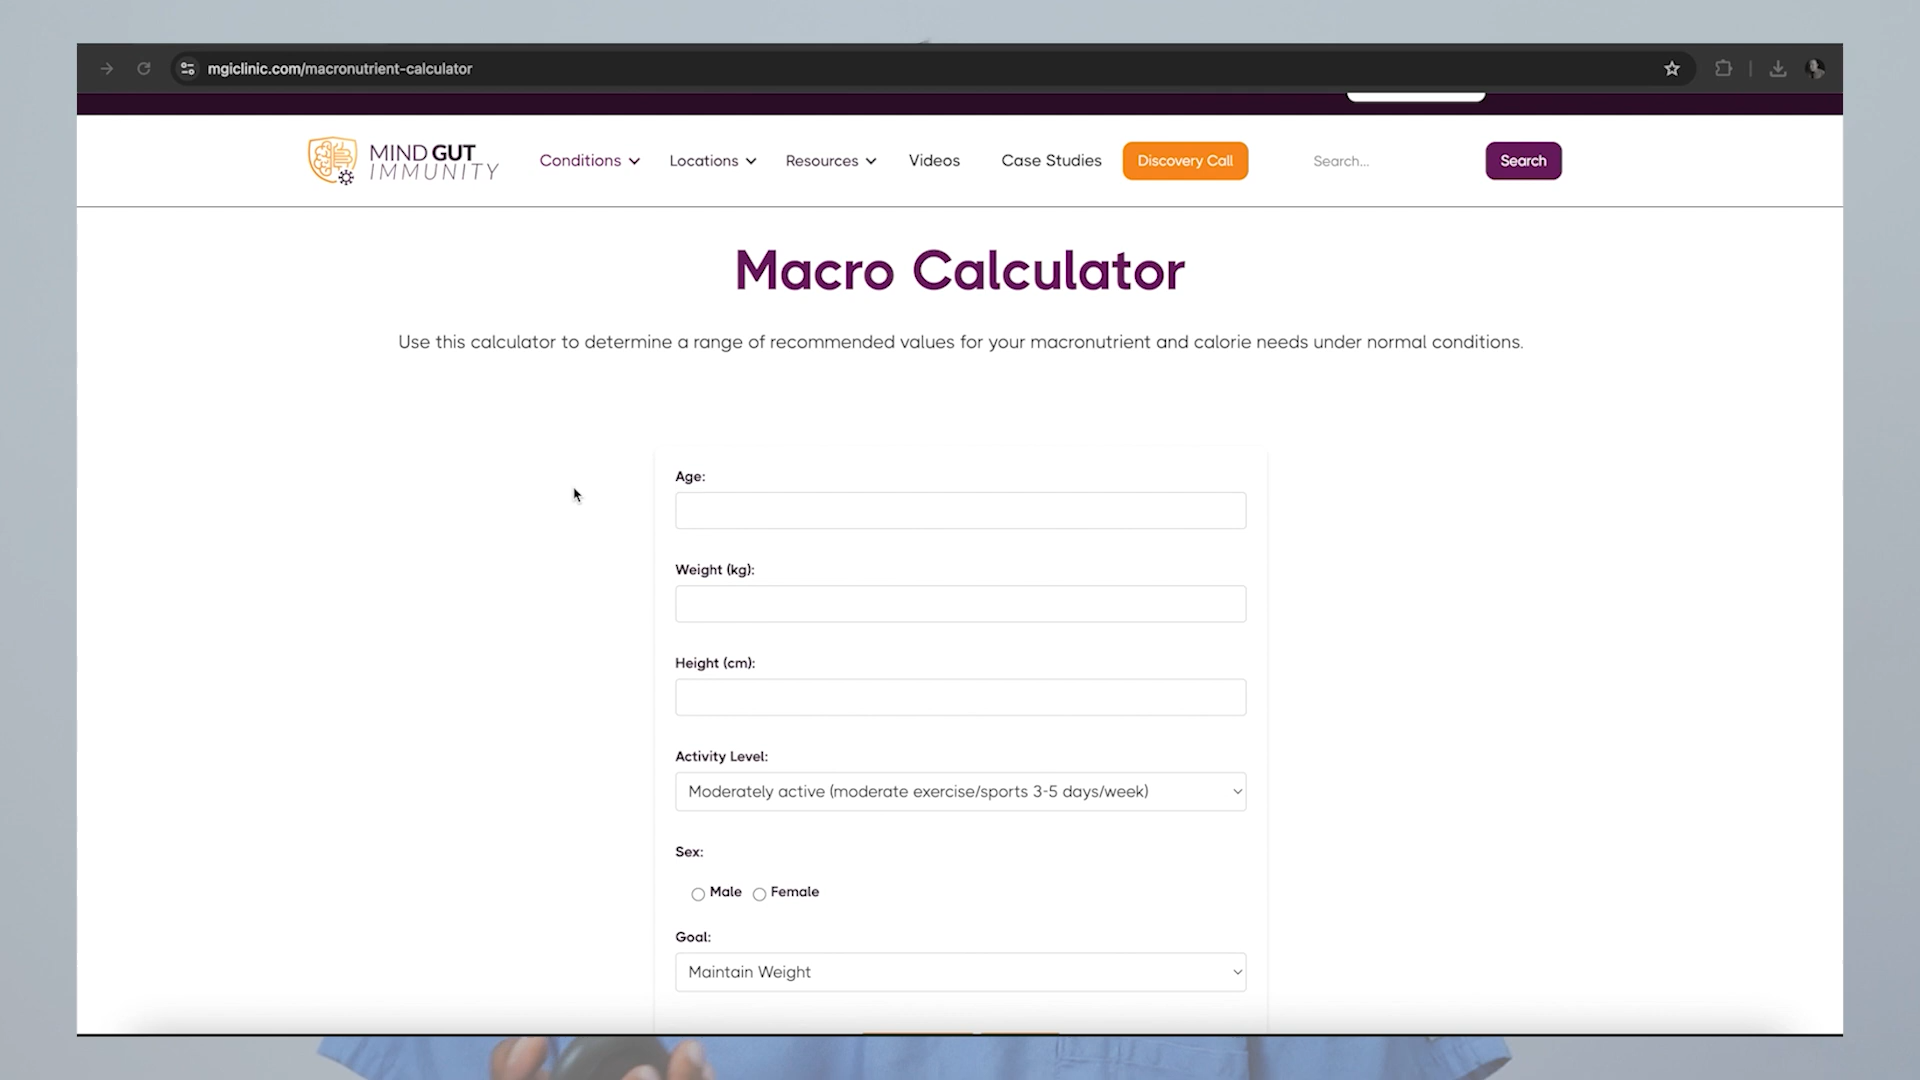 mgiclinic.com/macronutrient-calculator
MIND GUT
IMMUNITY
Conditions
Locations
Resources
Videos
Case Studies
Discovery Call
Search...
Search
Macro Calculator
Use this calculator to determine a range of recommended values for your macronutrient and calorie needs under normal conditions.
Age:
Weight (kg):
Height (cm):
Activity Level:
Moderately active (moderate exercise/sports 3-5 days/week)
Sex:
Male Female
Goal:
Maintain Weight